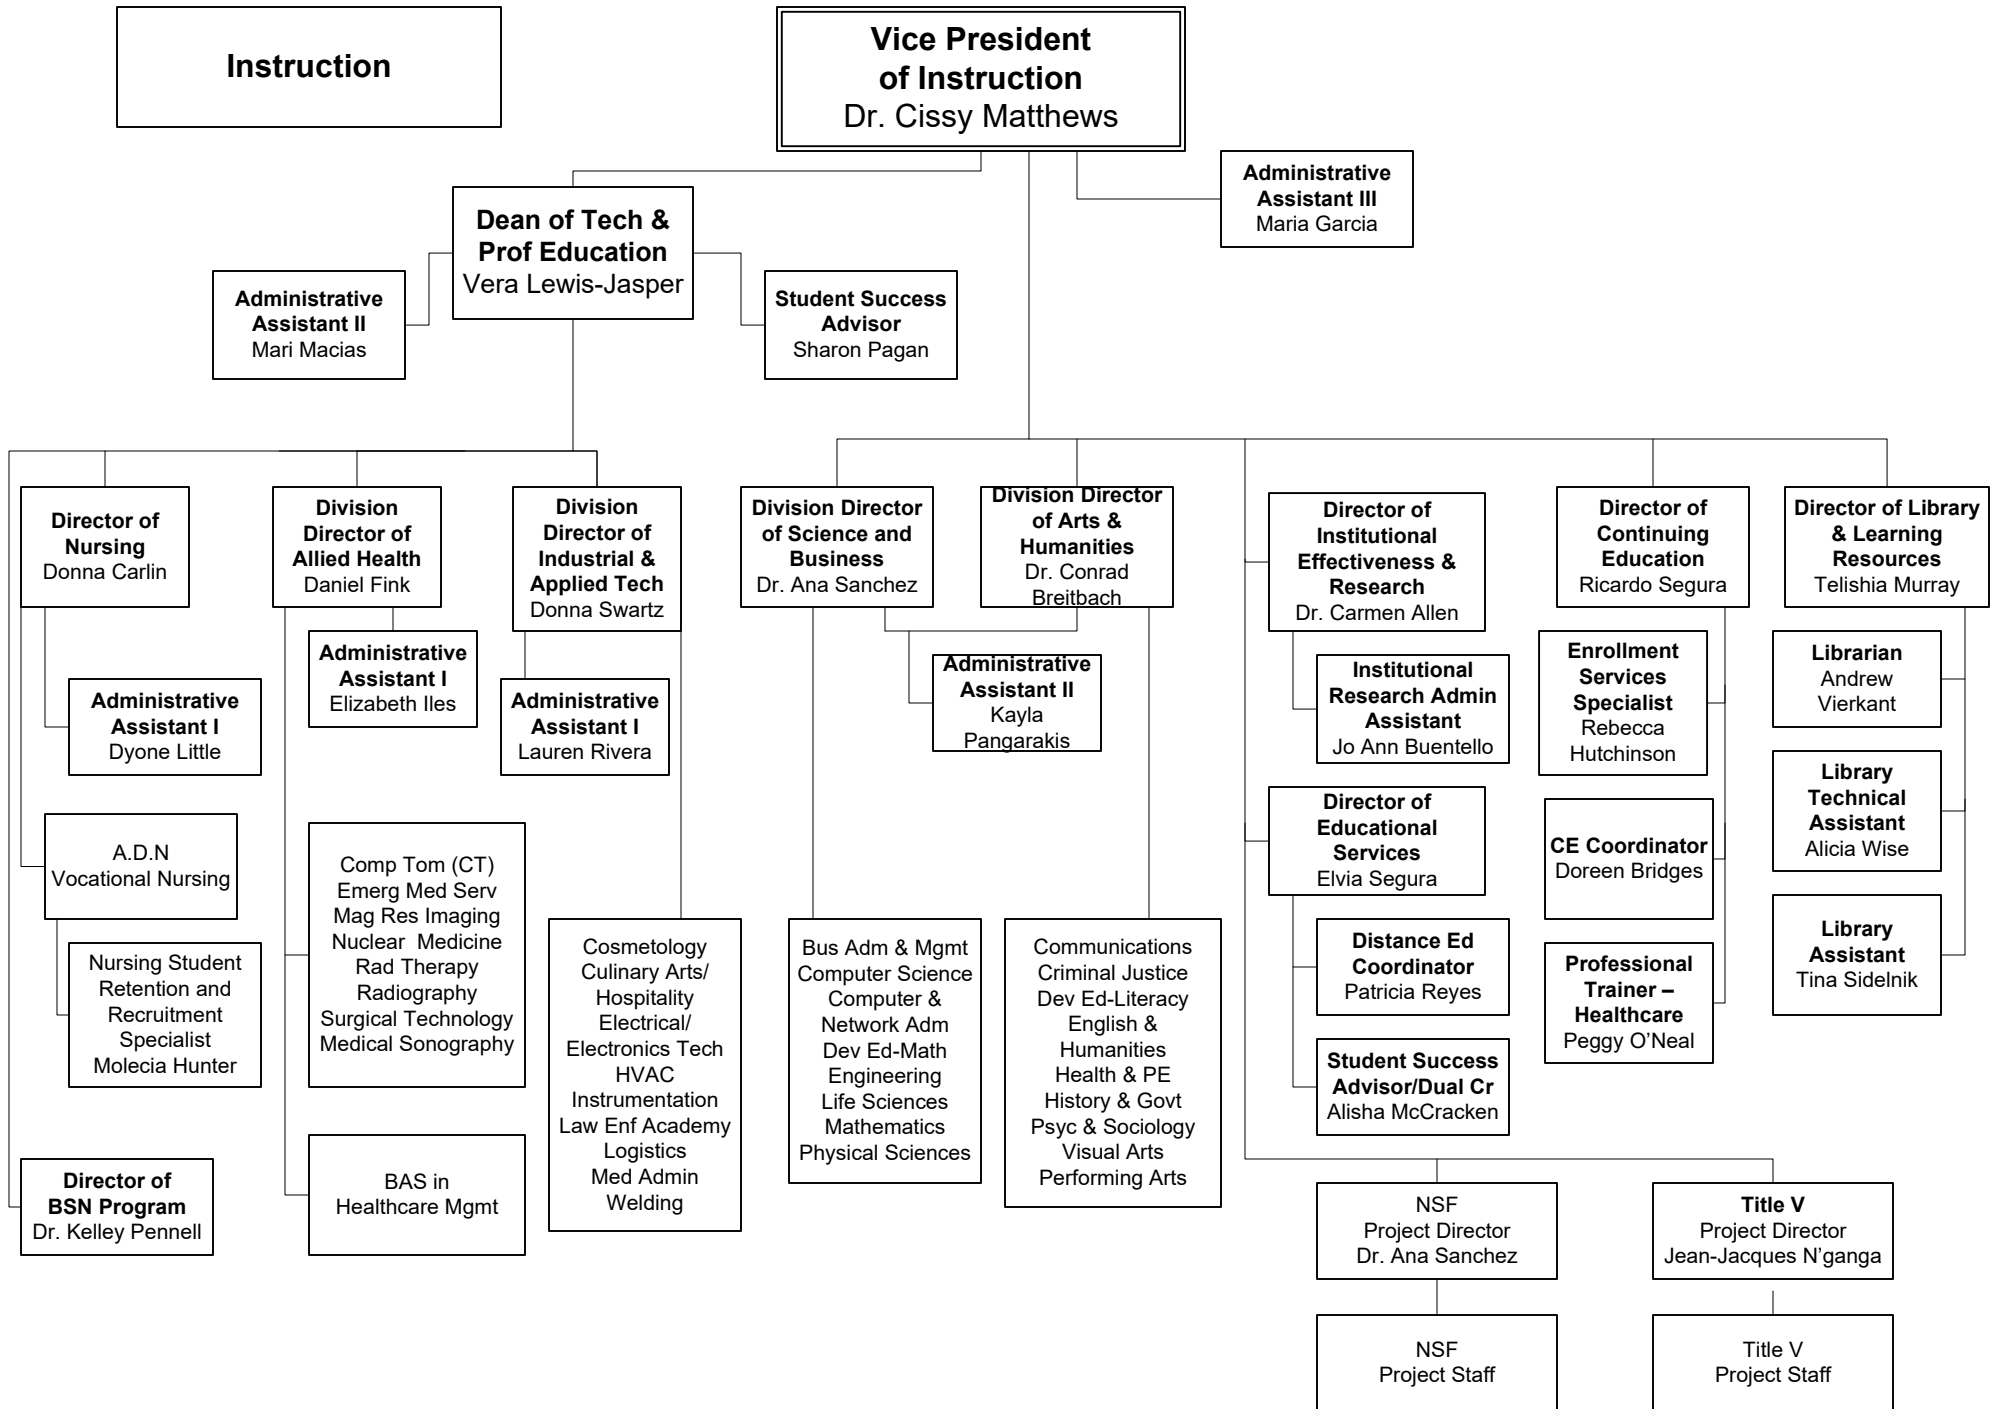 Instruction
Vice President
of Instruction
Dr. Cissy Matthews
Administrative
Assistant III
Maria Garcia
Dean of Tech &
Prof Education
Vera Lewis-Jasper
Administrative
Assistant II
Mari Macias
Student Success
Advisor
Sharon Pagan
Director of
Nursing
Donna Carlin
Division
Director of
Allied Health
Daniel Fink
Division
Director of
Industrial &
Applied Tech
Donna Swartz
Division Director
of Science and
Business
Dr. Ana Sanchez
Division Director
of Arts &
Humanities
Dr. Conrad
Breitbach
Director of
Institutional
Effectiveness &
Research
Dr. Carmen Allen
Director of
Continuing
Education
Ricardo Segura
Director of Library
& Learning
Resources
Telishia Murray
Administrative
Assistant I
Dyone Little
Administrative
Assistant I
Elizabeth Iles
Administrative
Assistant I
Lauren Rivera
Administrative
Assistant II
Kayla
Pangarakis
Institutional
Research Admin
Assistant
Jo Ann Buentello
Enrollment
Services
Specialist
Rebecca
Hutchinson
Librarian
Andrew
Vierkant
Library
Technical
Assistant
Alicia Wise
A.D.N
Vocational Nursing
Comp Tom (CT)
Emerg Med Serv
Mag Res Imaging
Nuclear  Medicine
Rad Therapy
Radiography
Surgical Technology
Medical Sonography
Director of
Educational
Services
Elvia Segura
CE Coordinator
Doreen Bridges
Library
Assistant
Tina Sidelnik
Nursing Student
Retention and
Recruitment
Specialist
Molecia Hunter
Cosmetology
Culinary Arts/
Hospitality
Electrical/
Electronics Tech
HVAC
Instrumentation
Law Enf Academy
Logistics
Med Admin
Welding
Bus Adm & Mgmt
Computer Science
Computer &
Network Adm
Dev Ed-Math
Engineering
Life Sciences
Mathematics
Physical Sciences
Communications
Criminal Justice
Dev Ed-Literacy
English &
Humanities
Health & PE
History & Govt
Psyc & Sociology
Visual Arts
Performing Arts
Distance Ed
Coordinator
Patricia Reyes
Professional
Trainer –
Healthcare
Peggy O’Neal
Student Success
Advisor/Dual Cr
Alisha McCracken
Director of
BSN Program
Dr. Kelley Pennell
BAS in
Healthcare Mgmt
NSF
Project Director
Dr. Ana Sanchez
Title V
Project Director
Jean-Jacques N’ganga
NSF
Project Staff
Title V
Project Staff